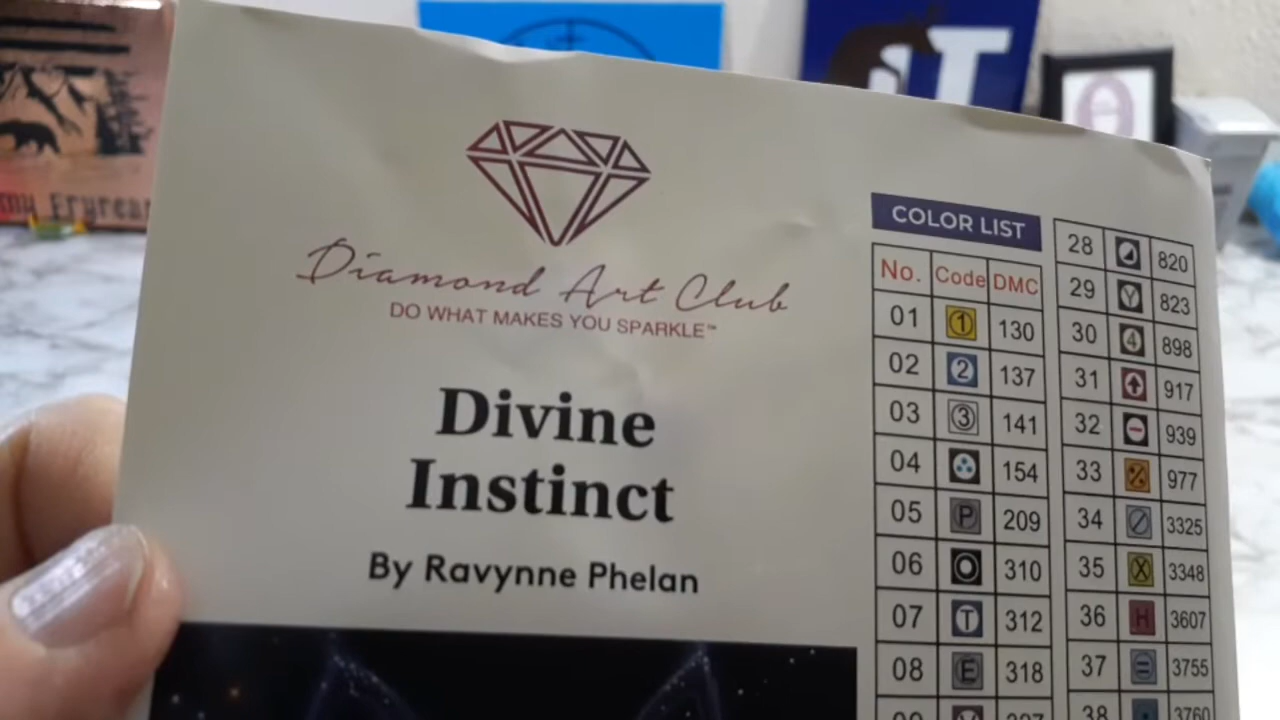 Diamond Art Club
DO WHAT MAKES YOU SPARKLE™
Divine
Instinct
By Ravynne Phelan
COLOR LIST
No. Code DMC
01 1 130
02 2 137
03 3 141
04 154
05 P 209
06 310
07 T 312
08 E 318
28 820
29 Y 823
30 4 898
31 917
32 939
33 977
34 3325
35 X 3348
36 H 3607
37 3755
38 3760